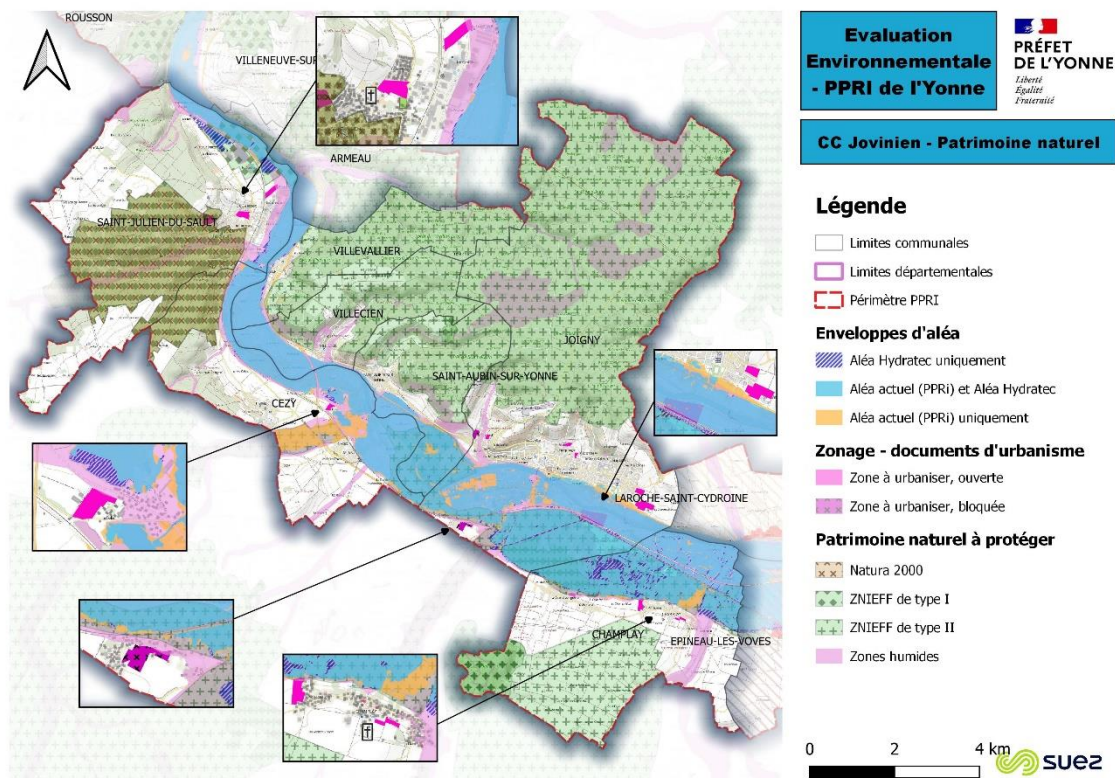 ROUSSON
VILLENEUVE-SUR
ARMEAU
SAINT-JULIEN-DU-SAULT
VILLEVALLIER
VILLECIEN
JOIGNY
SAINT-AUBIN-SUR-YONNE
CEZY
LAROCHE-SAINT-CYDROINE
CHAMPLAY
EPINEAU-LES-VOVES
Evaluation
Environnementale
- PPRI de l'Yonne
PRÉFET
DE L'YONNE
Liberté
Égalité
Fraternité
CC Jovinien - Patrimoine naturel
Légende
Limites communales
Limites départementales
Périmètre PPRI
Enveloppes d'aléa
Aléa Hydratec uniquement
Aléa actuel (PPRi) et Aléa Hydratec
Aléa actuel (PPRi) uniquement
Zonage - documents d'urbanisme
Zone à urbaniser, ouverte
Zone à urbaniser, bloquée
Patrimoine naturel à protéger
Natura 2000
ZNIEFF de type I
ZNIEFF de type II
Zones humides
0 2 4 km
suez